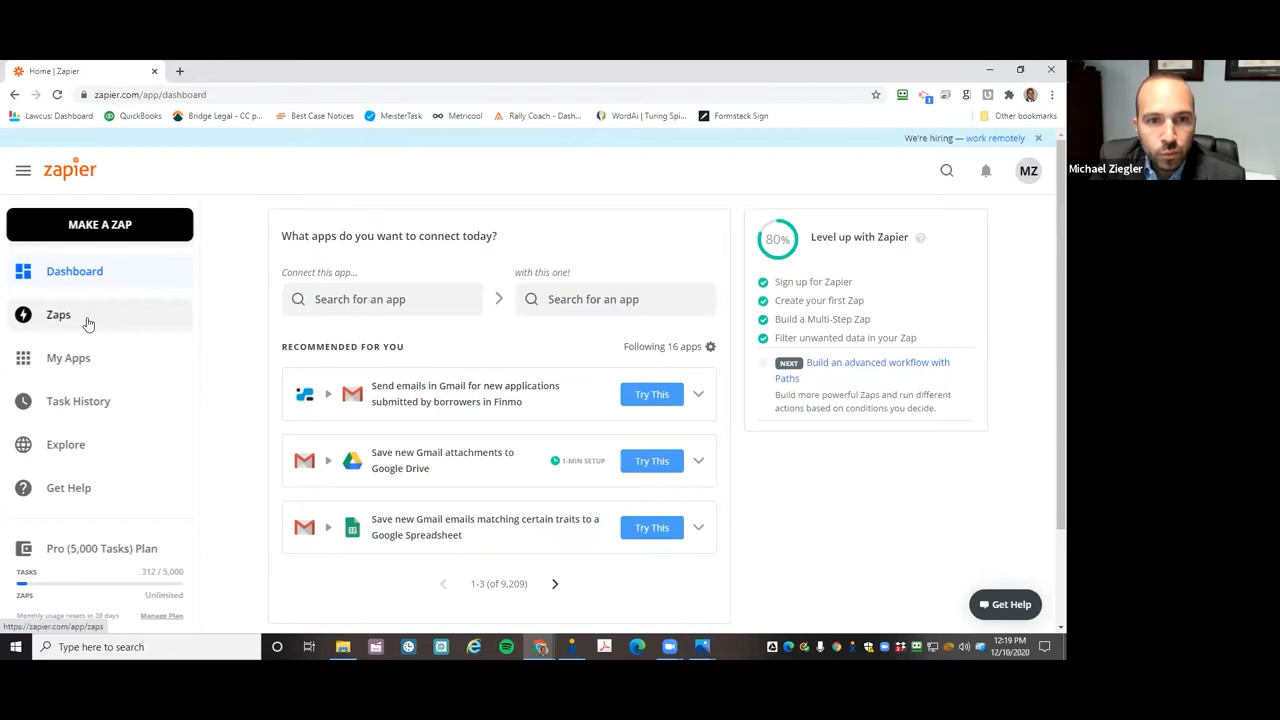 Home | Zapier
zapier.com/app/dashboard
Lawcus: Dashboard
QuickBooks
Bridge Legal - CC p...
Best Case Notices
MeisterTask
Metricool
Rally Coach - Dash...
WordAi | Turing Spi...
Formstack Sign
Other bookmarks
We're hiring — work remotely
zapier
MZ
Michael Ziegler
MAKE A ZAP
Dashboard
Zaps
My Apps
Task History
Explore
Get Help
Pro (5,000 Tasks) Plan
TASKS 312 / 5,000
ZAPS Unlimited
Monthly usage resets in 28 days Manage Plan
https://zapier.com/app/zaps
What apps do you want to connect today?
Connect this app... with this one!
Search for an app Search for an app
RECOMMENDED FOR YOU Following 16 apps
Send emails in Gmail for new applications
submitted by borrowers in Finmo
Try This
Save new Gmail attachments to
Google Drive
1-MIN SETUP
Try This
Save new Gmail emails matching certain traits to a
Google Spreadsheet
Try This
1-3 (of 9,209)
80%
Level up with Zapier
Sign up for Zapier
Create your first Zap
Build a Multi-Step Zap
Filter unwanted data in your Zap
NEXT Build an advanced workflow with
Paths
Build more powerful Zaps and run different
actions based on conditions you decide.
Get Help
Type here to search
12:19 PM
12/10/2020